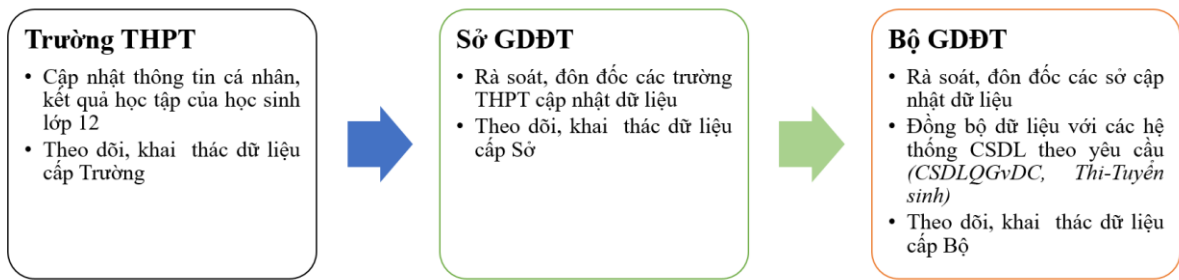 Trường THPT
• Cập nhật thông tin cá nhân,
kết quả học tập của học sinh
lớp 12
• Theo dõi, khai thác dữ liệu
cấp Trường
Sở GDĐT
• Rà soát, đôn đốc các trường
THPT cập nhật dữ liệu
• Theo dõi, khai thác dữ liệu
cấp Sở
Bộ GDĐT
• Rà soát, đôn đốc các sở cập
nhật dữ liệu
• Đồng bộ dữ liệu với các hệ
thống CSDL theo yêu cầu
(CSDLQGvDC, Thi-Tuyển
sinh)
• Theo dõi, khai thác dữ liệu
cấp Bộ